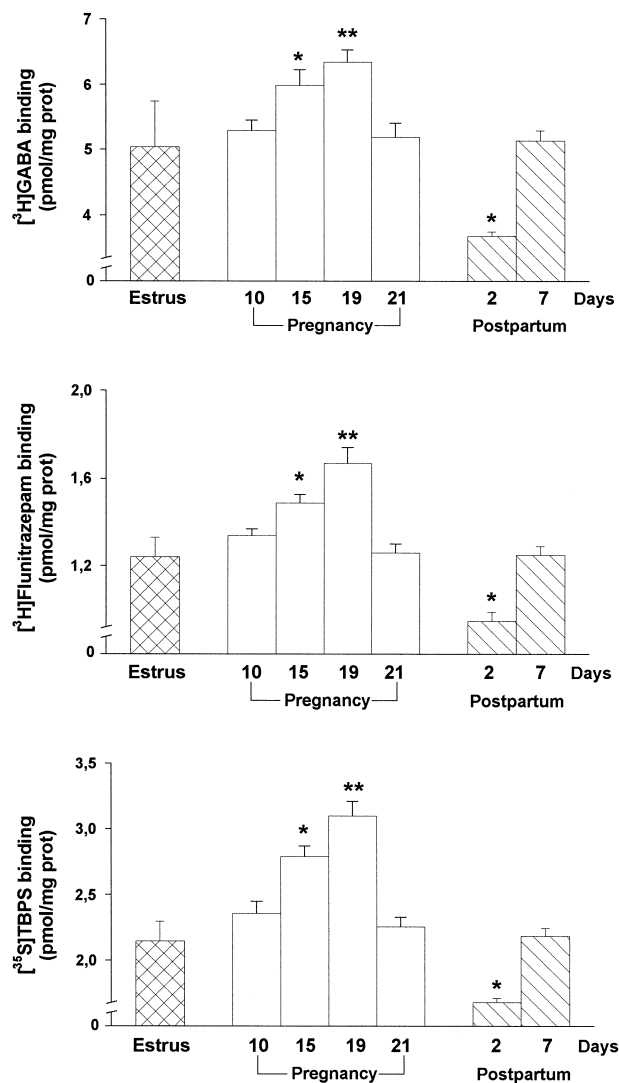 [³H]GABA binding
(pmol/mg prot)
7
6
5
4
0
*
**
*
Estrus
10 15 19 21
2 7 Days
Pregnancy
Postpartum
[³H]Flunitrazepam binding
(pmol/mg prot)
2,0
1,6
1,2
0
*
**
*
Estrus
10 15 19 21
2 7 Days
Pregnancy
Postpartum
[³⁵S]TBPS binding
(pmol/mg prot)
3,5
3,0
2,5
2,0
0
*
**
*
Estrus
10 15 19 21
2 7 Days
Pregnancy
Postpartum